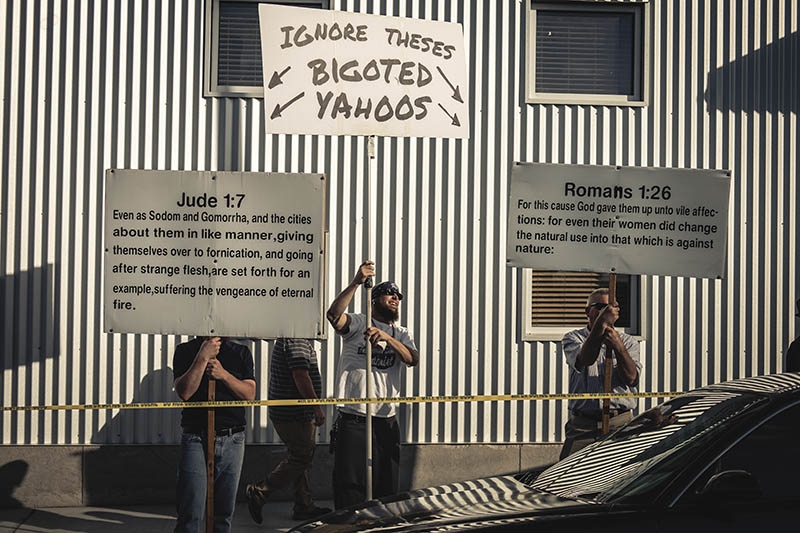 IGNORE THESES
BIGOTED
YAHOOS
Jude 1:7
Even as Sodom and Gomorrha, and the cities
about them in like manner,giving
themselves over to fornication, and going
after strange flesh,are set forth for an
example,suffering the vengeance of eternal
fire.
Romans 1:26
For this cause God gave them up unto vile affec-
tions: for even their women did change
the natural use into that which is against
nature: